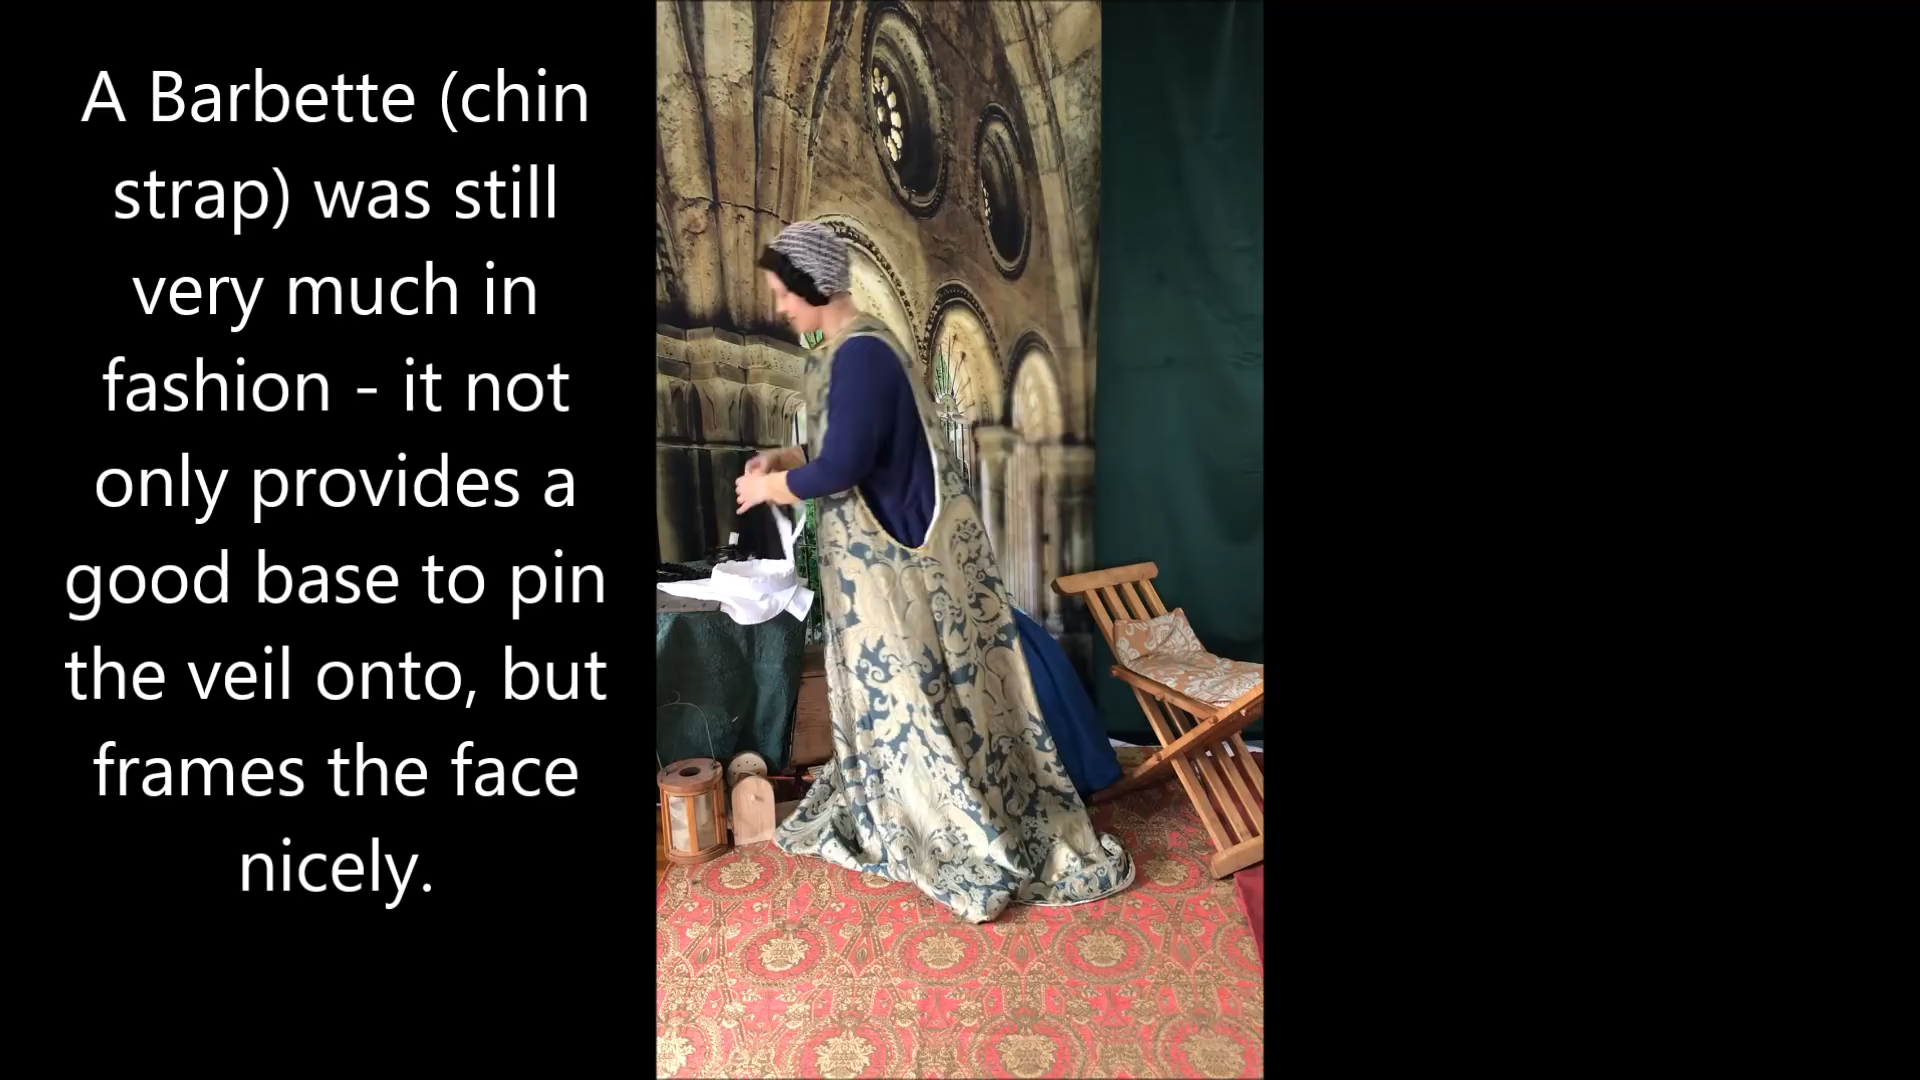 A Barbette (chin
strap) was still
very much in
fashion - it not
only provides a
good base to pin
the veil onto, but
frames the face
nicely.